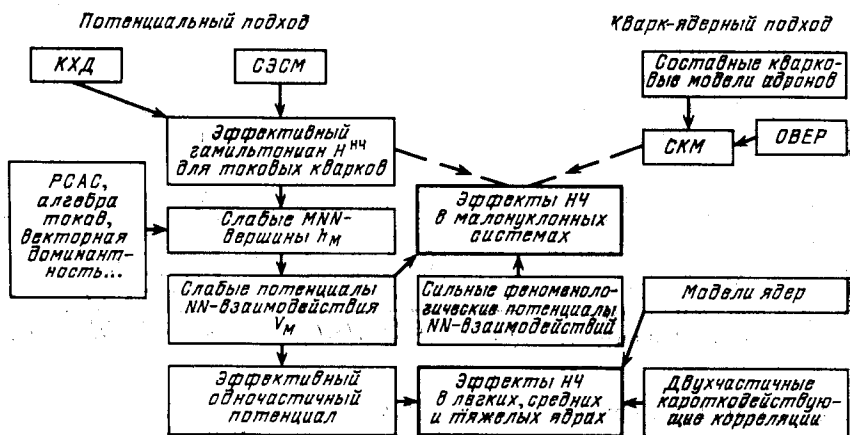 Потенциальный подход
Кварк-ядерный подход
КХД
СЭСМ
Составные кварко-
вые модели адронов
Эффективный
гамильтониан Н^НЧ
для токовых кварков
СКМ
ОВЕР
РСАС,
алгебра
токов,
векторная
доминант-
ность...
Слабые MNN-
вершины h_M
Эффекты НЧ
в малонуклонных
системах
Слабые потенциалы
NN-взаимодействия
V_M
Сильные феномено-
логические потенциалы
NN-взаимодействий
Модели ядер
Эффективный
одночастичный
потенциал
Эффекты НЧ
в легких, средних
и тяжелых ядрах
Двухчастичные
короткодействую-
щие корреляции